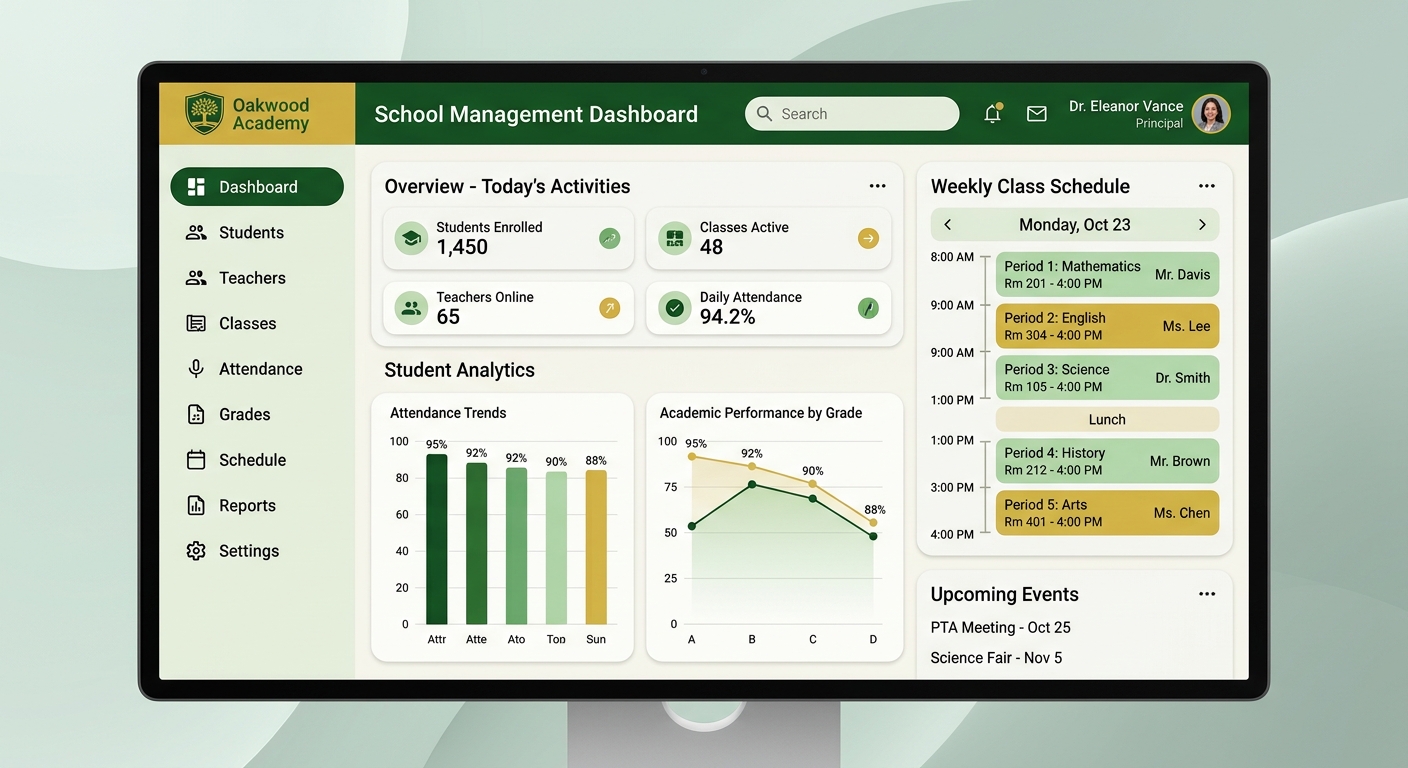 Oakwood
Academy
School Management Dashboard
Search
Dr. Eleanor Vance
Principal
Dashboard
Students
Teachers
Classes
Attendance
Grades
Schedule
Reports
Settings
Overview - Today's Activities
Students Enrolled
1,450
Classes Active
48
Teachers Online
65
Daily Attendance
94.2%
Student Analytics
Attendance Trends
100
80
60
40
20
0
95%
92%
92%
90%
88%
Attr
Atte
Ato
Top
Sun
Academic Performance by Grade
100
75
50
25
0
95%
92%
90%
88%
A
B
C
D
Weekly Class Schedule
Monday, Oct 23
8:00 AM
Period 1: Mathematics
Rm 201 - 4:00 PM
Mr. Davis
9:00 AM
Period 2: English
Rm 304 - 4:00 PM
Ms. Lee
9:00 AM
Period 3: Science
Rm 105 - 4:00 PM
Dr. Smith
1:00 PM
Lunch
1:00 PM
Period 4: History
Rm 212 - 4:00 PM
Mr. Brown
3:00 PM
Period 5: Arts
Rm 401 - 4:00 PM
Ms. Chen
4:00 PM
Upcoming Events
PTA Meeting - Oct 25
Science Fair - Nov 5